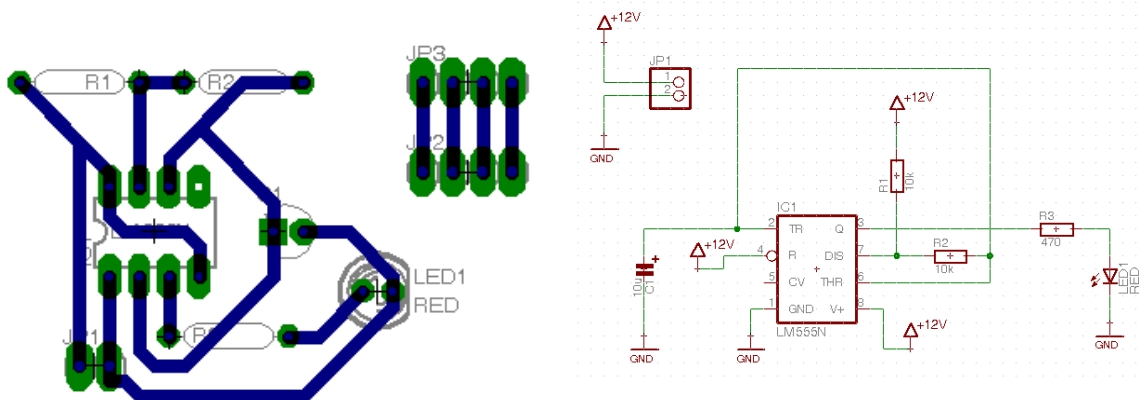 JP3
R1
R2
JP2
1
LED1
RED
JP1
+12V
JP1
1
2
GND
+12V
R1
10k
IC1
2
TR
Q
3
R3
470
+12V
4
R
DIS
7
R2
10k
10u
C1
5
CV
THR
6
1
GND
V+
8
LM555N
+12V
LED1
RED
GND
GND
GND